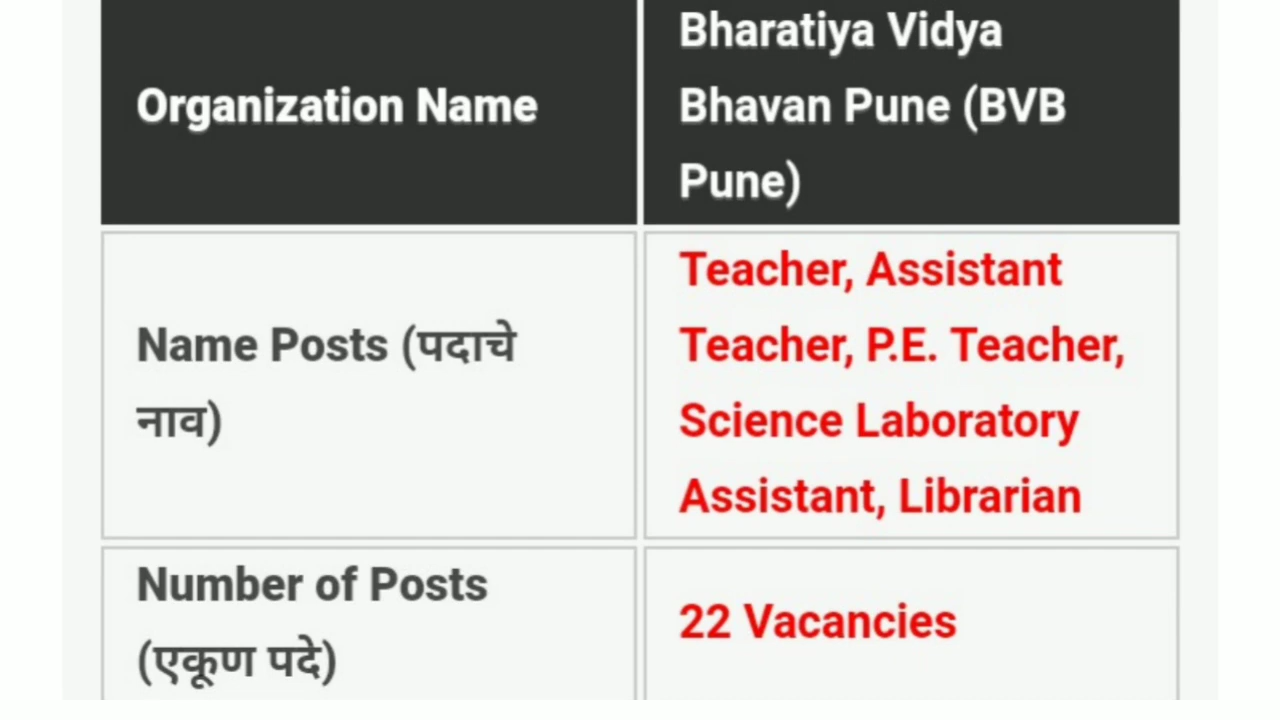 Organization Name
Bharatiya Vidya
Bhavan Pune (BVB
Pune)
Name Posts (पदाचे
नाव)
Teacher, Assistant
Teacher, P.E. Teacher,
Science Laboratory
Assistant, Librarian
Number of Posts
(एकूण पदे)
22 Vacancies